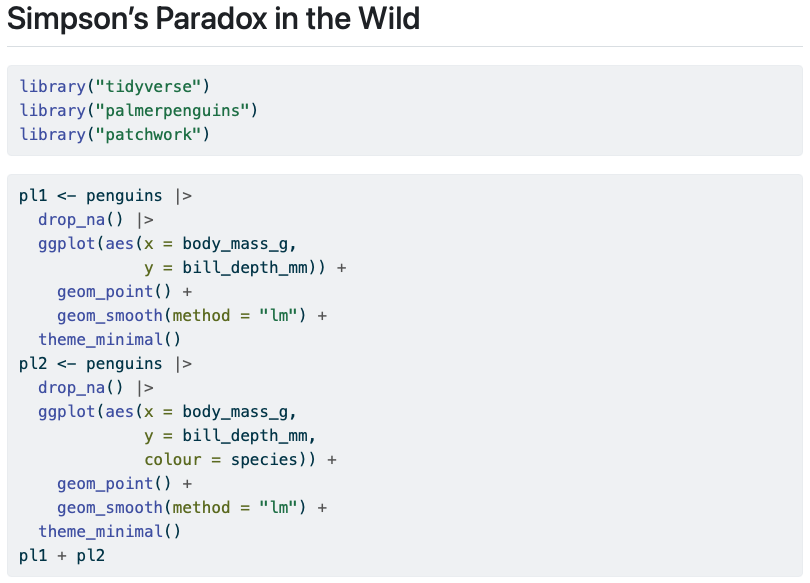 Simpson’s Paradox in the Wild
library("tidyverse")
library("palmerpenguins")
library("patchwork")
pl1 <- penguins |>
  drop_na() |>
  ggplot(aes(x = body_mass_g,
             y = bill_depth_mm)) +
    geom_point() +
    geom_smooth(method = "lm") +
  theme_minimal()
pl2 <- penguins |>
  drop_na() |>
  ggplot(aes(x = body_mass_g,
             y = bill_depth_mm,
             colour = species)) +
    geom_point() +
    geom_smooth(method = "lm") +
  theme_minimal()
pl1 + pl2